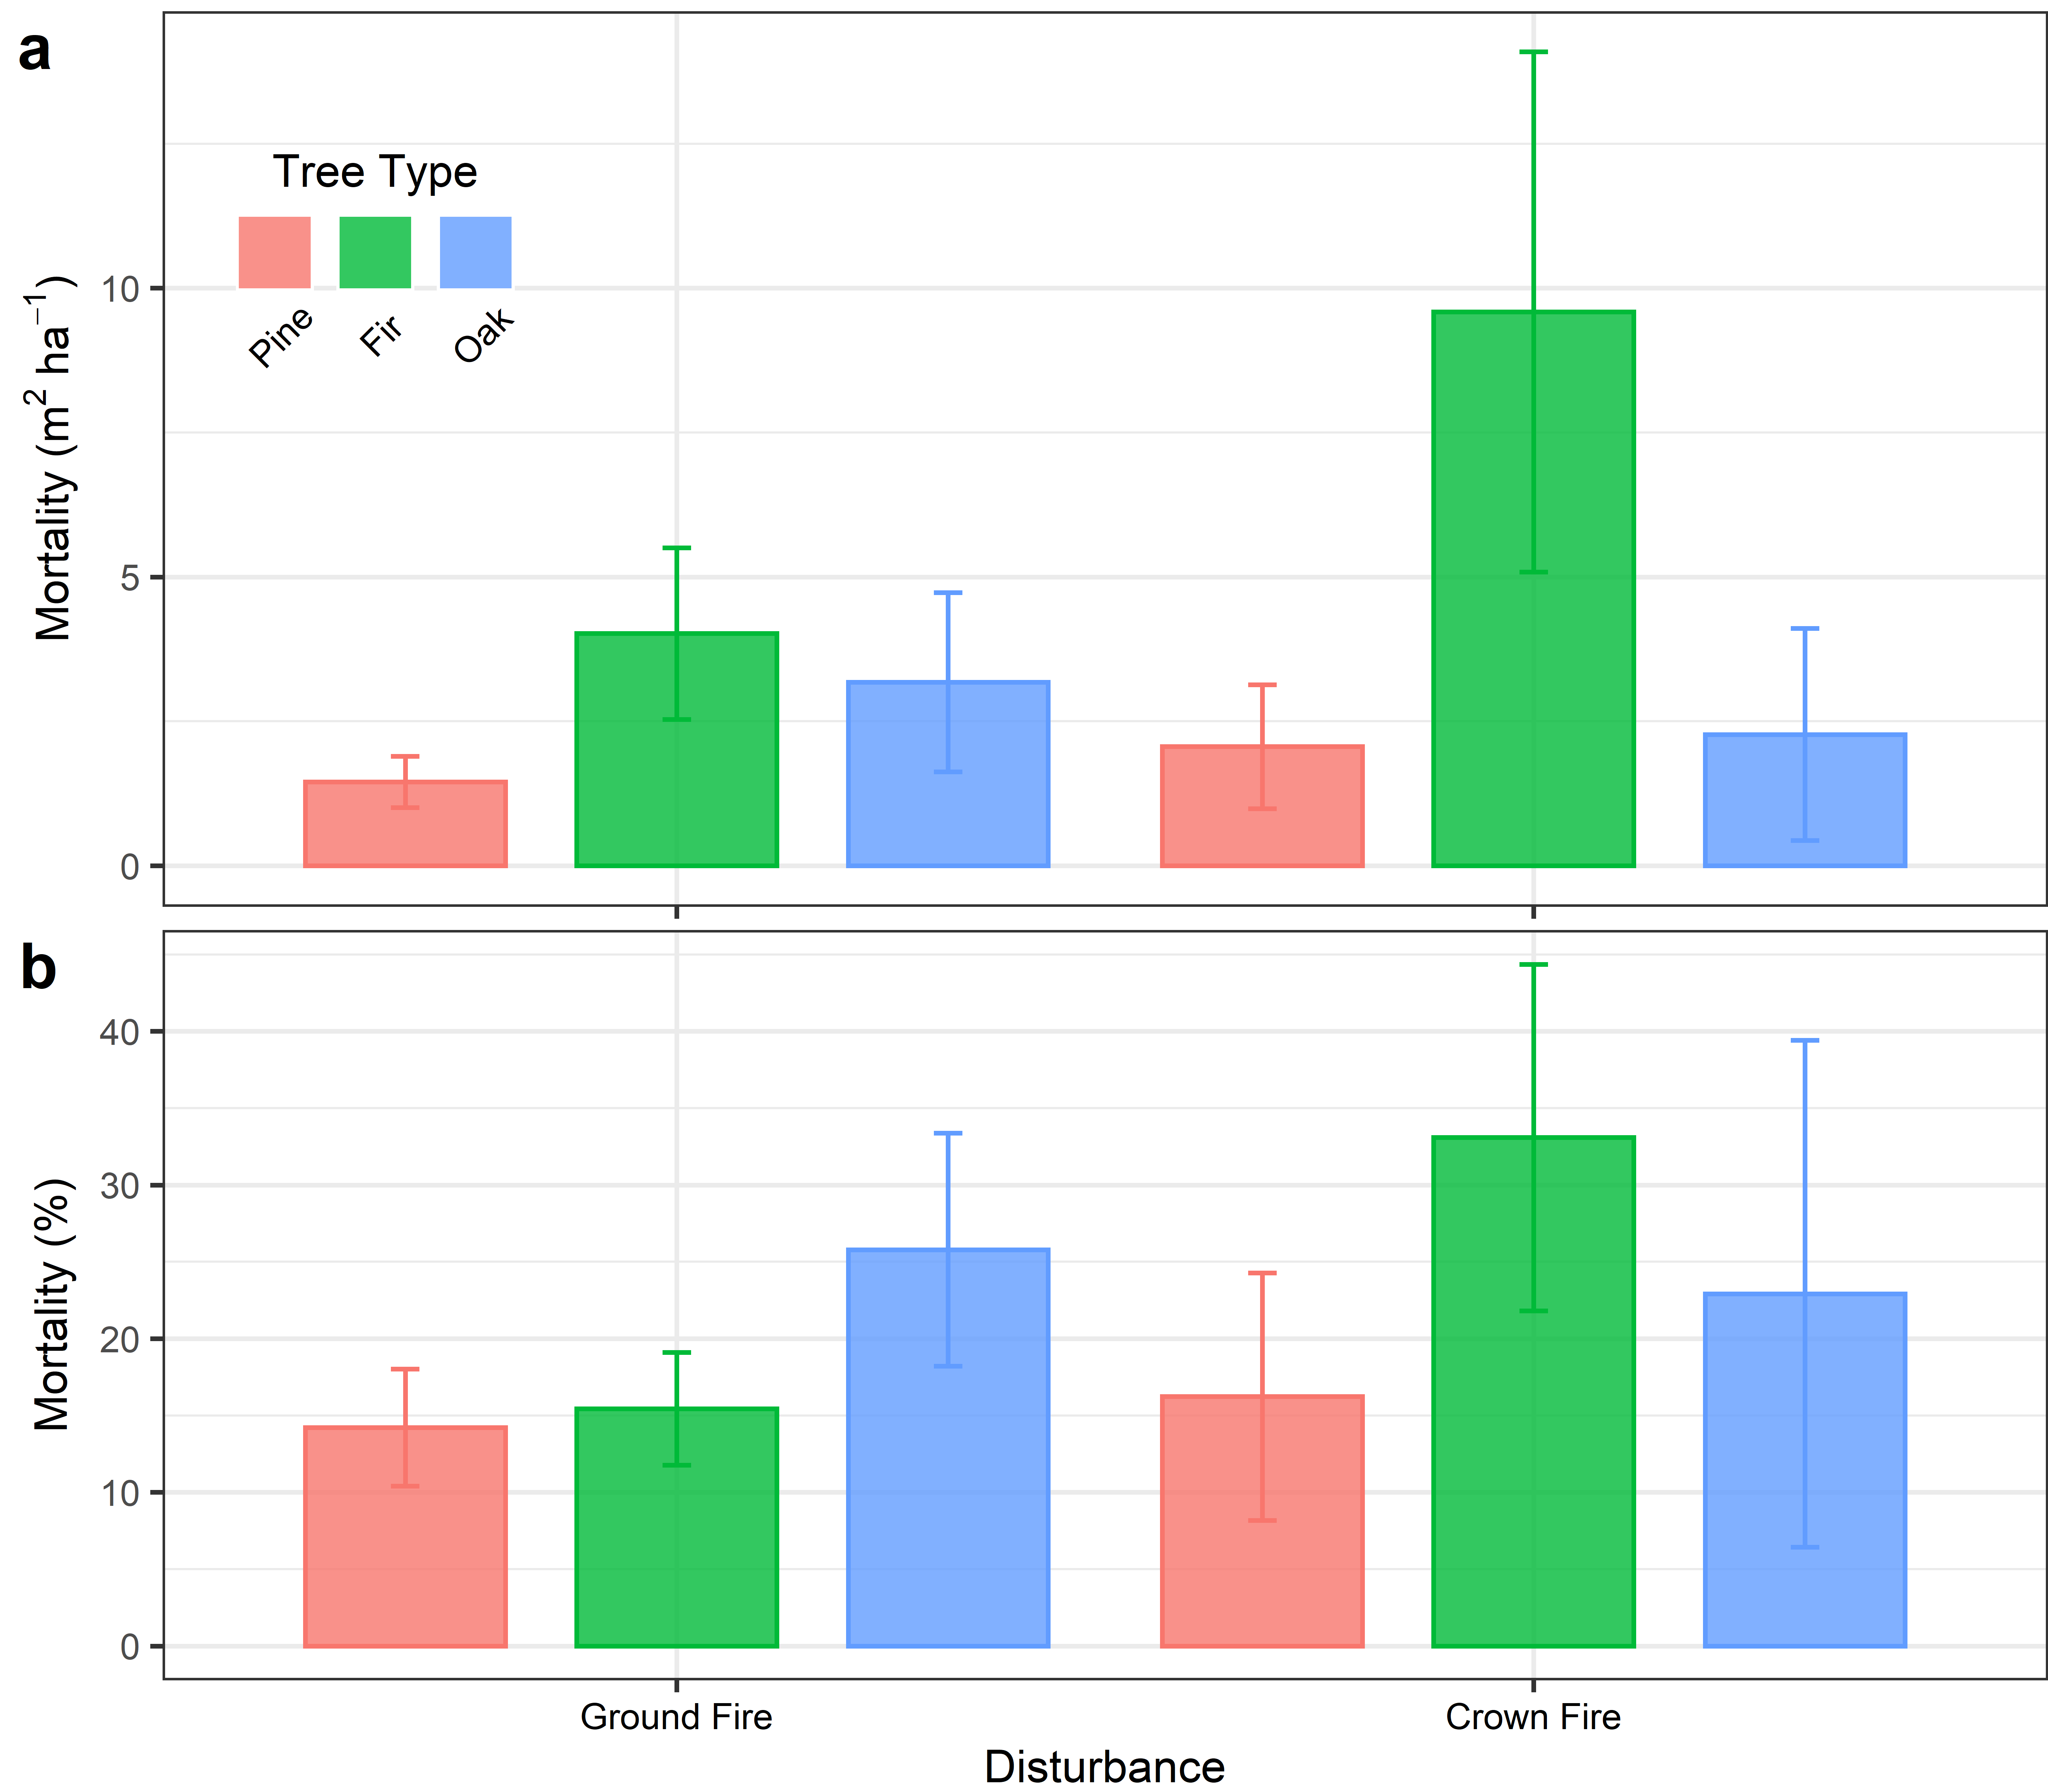 a
Tree Type
Pine Fir Oak
Mortality (m² ha⁻¹)
10
5
0
b
Mortality (%)
40
30
20
10
0
Ground Fire Crown Fire
Disturbance